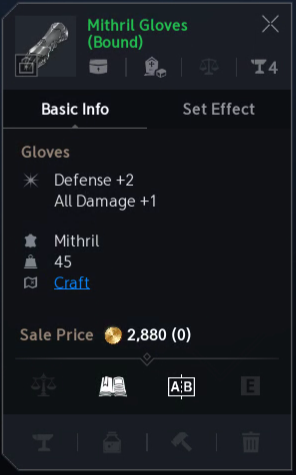 Mithril Gloves
(Bound)
4
Basic Info Set Effect
Gloves
Defense +2
All Damage +1
Mithril
45
Craft
Sale Price 2,880 (0)
A B E